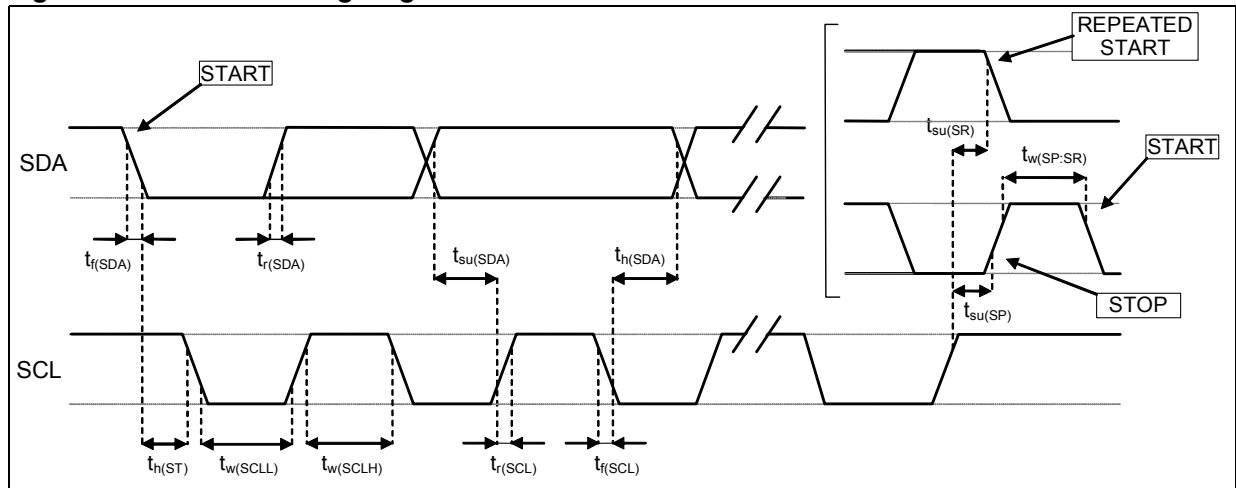 REPEATED
START
START
t_su(SR)
START
t_w(SP:SR)
SDA
t_f(SDA)
t_r(SDA)
t_su(SDA)
t_h(SDA)
t_su(SP)
STOP
SCL
t_h(ST)
t_w(SCLL)
t_w(SCLH)
t_r(SCL)
t_f(SCL)